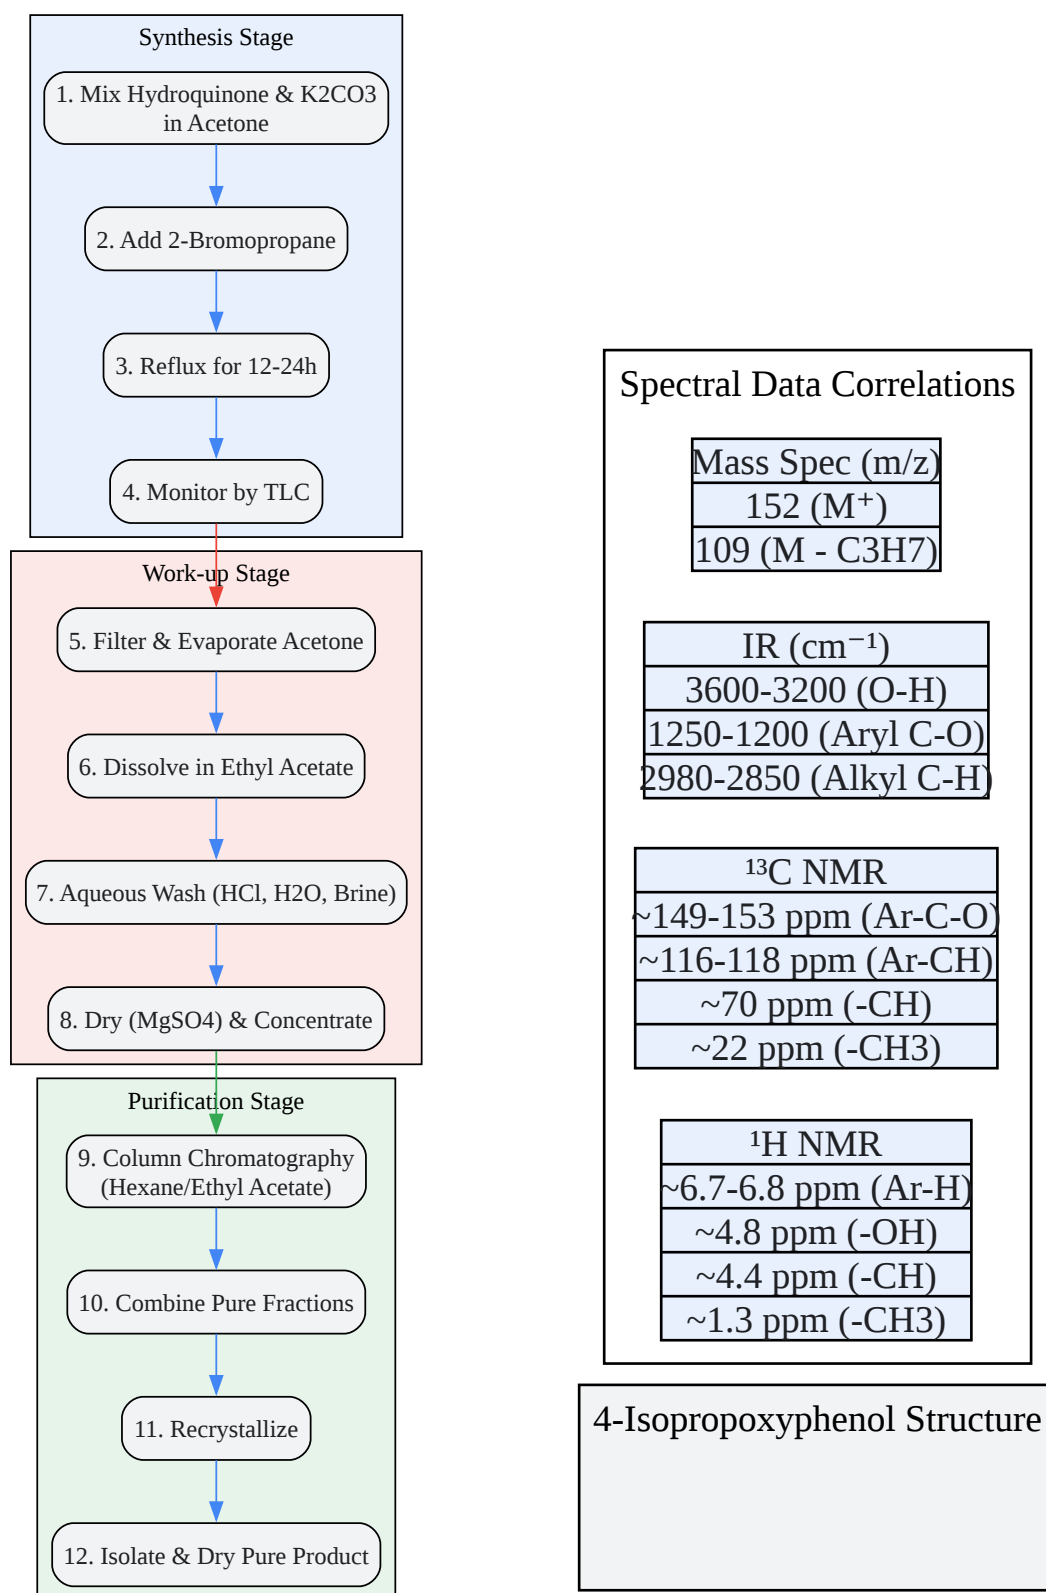 Synthesis Stage
1. Mix Hydroquinone & K2CO3
in Acetone
2. Add 2-Bromopropane
3. Reflux for 12-24h
4. Monitor by TLC
Work-up Stage
5. Filter & Evaporate Acetone
6. Dissolve in Ethyl Acetate
7. Aqueous Wash (HCl, H2O, Brine)
8. Dry (MgSO4) & Concentrate
Purification Stage
9. Column Chromatography
(Hexane/Ethyl Acetate)
10. Combine Pure Fractions
11. Recrystallize
12. Isolate & Dry Pure Product
Spectral Data Correlations
Mass Spec (m/z)
152 (M⁺)
109 (M - C3H7)
IR (cm⁻¹)
3600-3200 (O-H)
1250-1200 (Aryl C-O)
2980-2850 (Alkyl C-H)
¹³C NMR
~149-153 ppm (Ar-C-O)
~116-118 ppm (Ar-CH)
~70 ppm (-CH)
~22 ppm (-CH3)
¹H NMR
~6.7-6.8 ppm (Ar-H)
~4.8 ppm (-OH)
~4.4 ppm (-CH)
~1.3 ppm (-CH3)
4-Isopropoxyphenol Structure